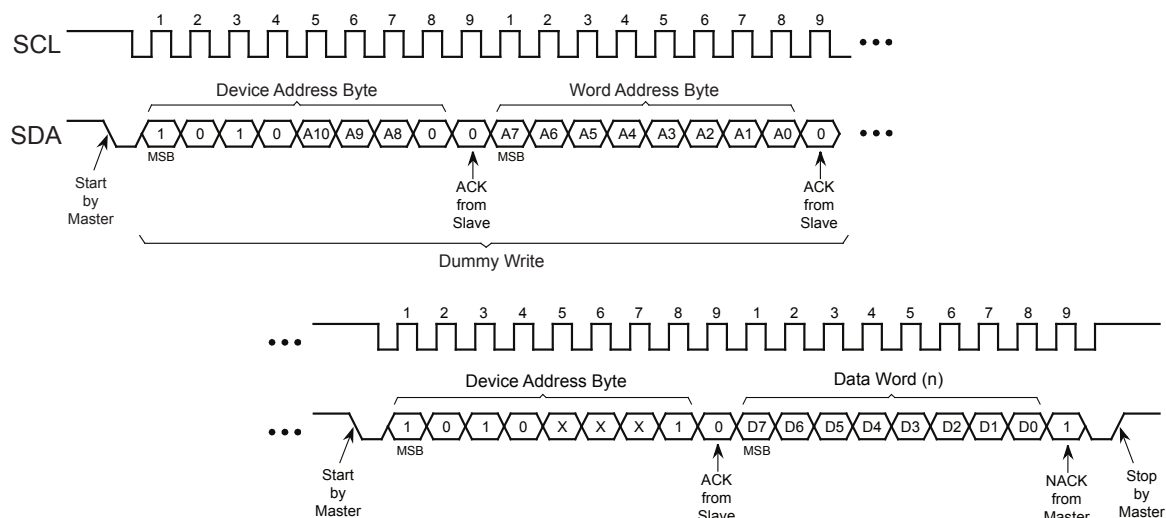 1 2 3 4 5 6 7 8 9 1 2 3 4 5 6 7 8 9
SCL
Device Address Byte Word Address Byte
SDA 1 0 1 0 A10 A9 A8 0 0 A7 A6 A5 A4 A3 A2 A1 A0 0
MSB MSB
Start
by
Master
ACK
from
Slave
ACK
from
Slave
Dummy Write
1 2 3 4 5 6 7 8 9 1 2 3 4 5 6 7 8 9
Device Address Byte Data Word (n)
1 0 1 0 X X X 1 0 D7 D6 D5 D4 D3 D2 D1 D0 1
MSB MSB
Start
by
Master
ACK
from
Slave
NACK
from
Master
Stop
by
Master